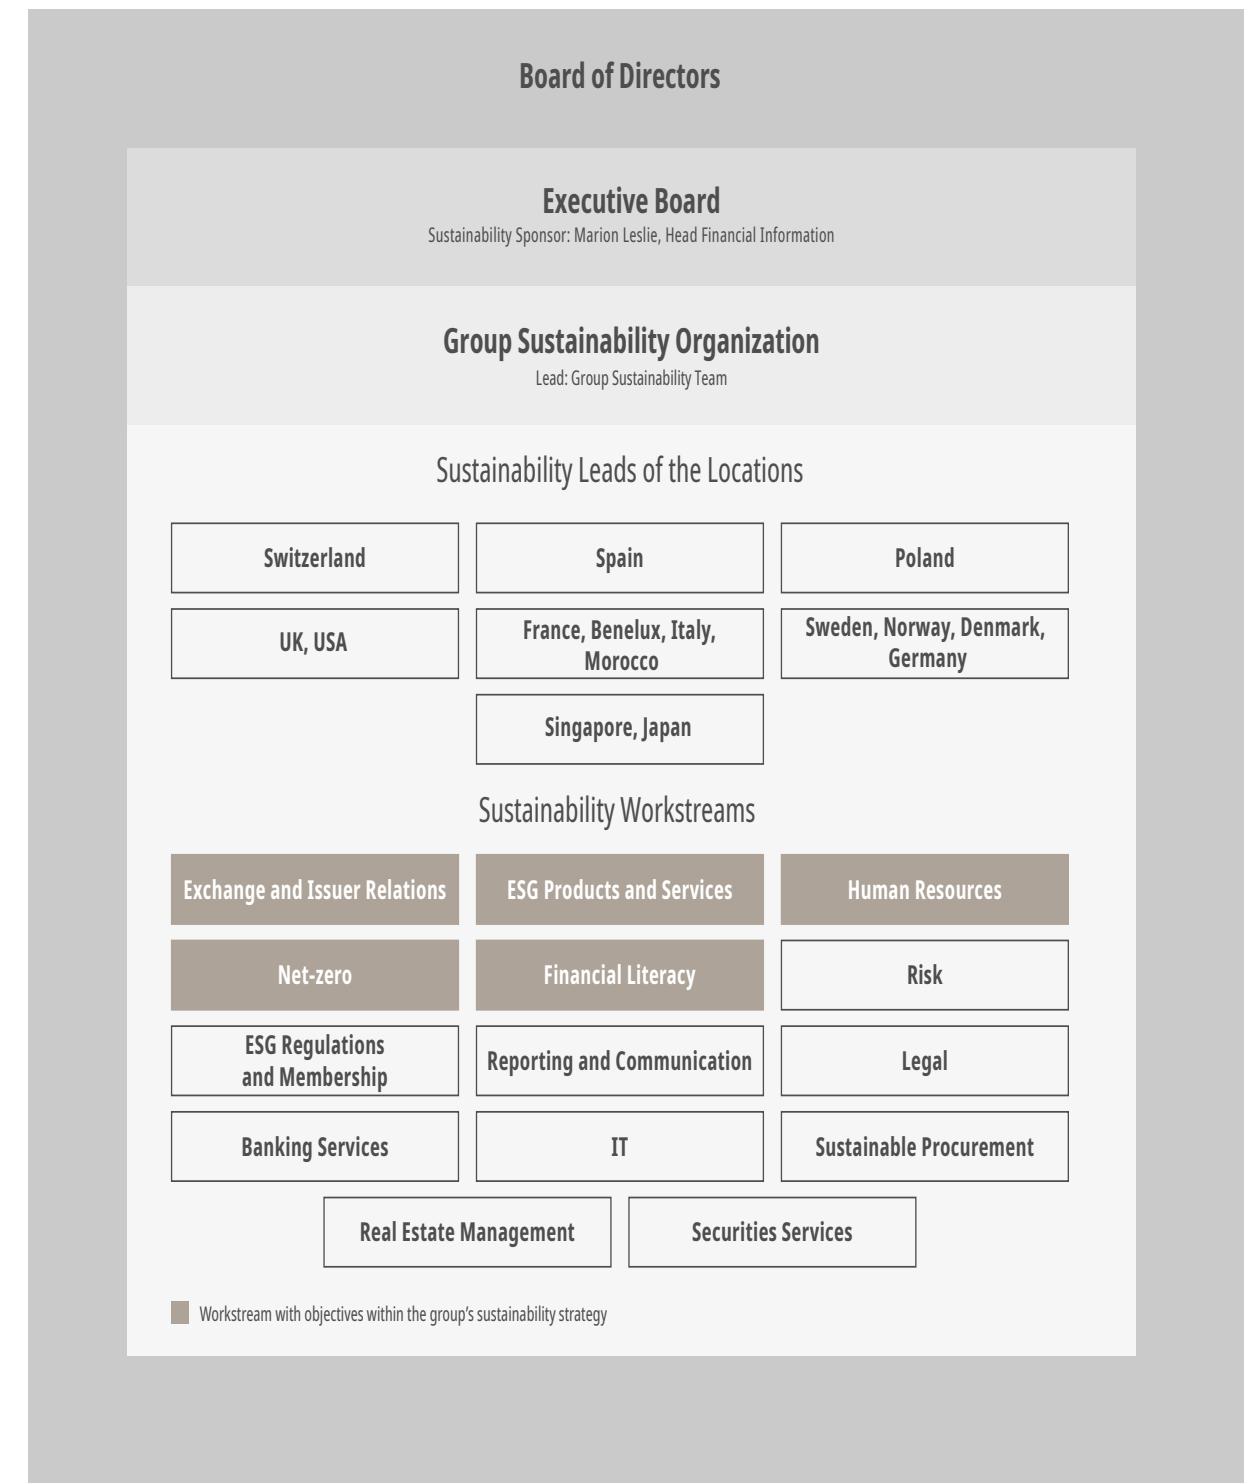 Board of Directors
Executive Board
Sustainability Sponsor: Marion Leslie, Head Financial Information
Group Sustainability Organization
Lead: Group Sustainability Team
Sustainability Leads of the Locations
Switzerland
Spain
Poland
UK, USA
France, Benelux, Italy,
Morocco
Sweden, Norway, Denmark,
Germany
Singapore, Japan
Sustainability Workstreams
Exchange and Issuer Relations
ESG Products and Services
Human Resources
Net-zero
Financial Literacy
Risk
ESG Regulations
and Membership
Reporting and Communication
Legal
Banking Services
IT
Sustainable Procurement
Real Estate Management
Securities Services
Workstream with objectives within the group’s sustainability strategy